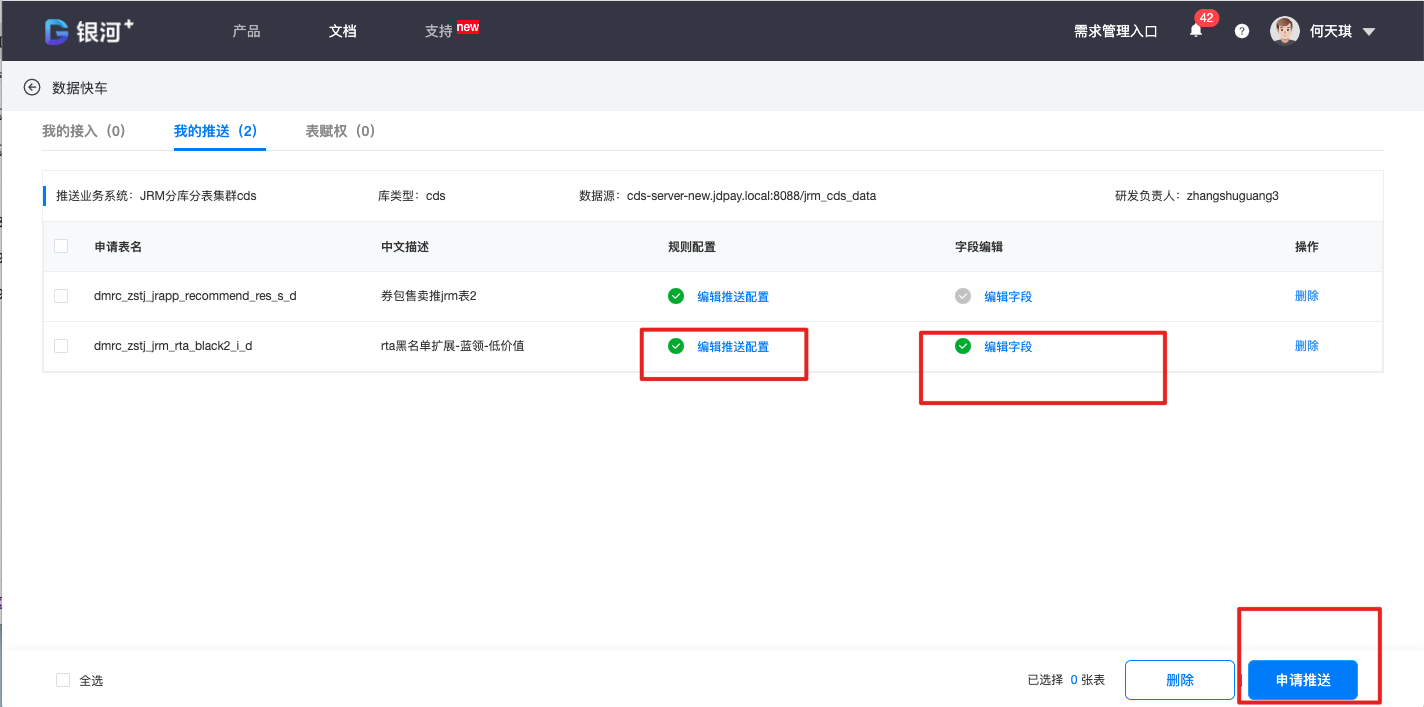 银河+ 产品 文档 支持 new 需求管理入口 42 ? 何天琪
数据快车
我的接入（0） 我的推送（2） 表赋权（0）
推送业务系统：JRM分库分表集群cds 库类型：cds 数据源：cds-server-new.jdpay.local:8088/jrm_cds_data 研发负责人：zhangshuguang3
申请表名 中文描述 规则配置 字段编辑 操作
dmrc_zstj_jrapp_recommend_res_s_d 券包售卖推jrm表2 编辑推送配置 编辑字段 删除
dmrc_zstj_jrm_rta_black2_i_d rta黑名单扩展-蓝领-低价值 编辑推送配置 编辑字段 删除
全选 已选择 0 张表 删除 申请推送